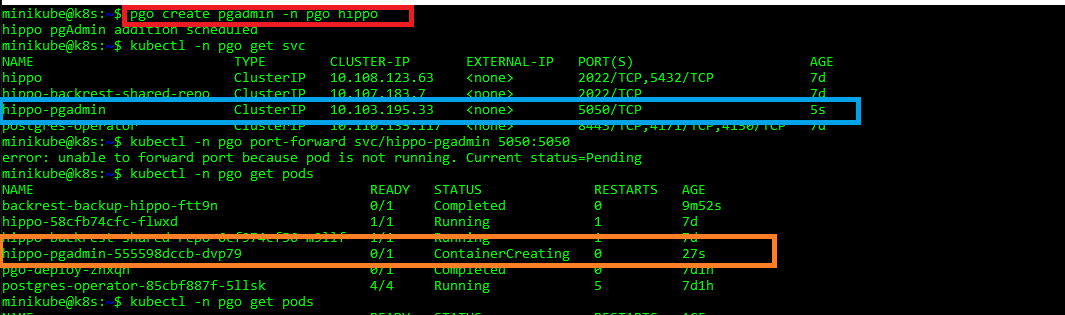 minikube@k8s:~$ pgo create pgadmin -n pgo hippo
hippo pgAdmin addition scheduled
minikube@k8s:~$ kubectl -n pgo get svc
NAME TYPE CLUSTER-IP EXTERNAL-IP PORT(S) AGE
hippo ClusterIP 10.108.123.63 <none> 2022/TCP,5432/TCP 7d
hippo-backrest-shared-repo ClusterIP 10.107.183.7 <none> 2022/TCP 7d
hippo-pgadmin ClusterIP 10.103.195.33 <none> 5050/TCP 5s
postgres-operator ClusterIP 10.110.135.117 <none> 8443/TCP,4171/TCP,4150/TCP 7d
minikube@k8s:~$ kubectl -n pgo port-forward svc/hippo-pgadmin 5050:5050
error: unable to forward port because pod is not running. Current status=Pending
minikube@k8s:~$ kubectl -n pgo get pods
NAME READY STATUS RESTARTS AGE
backrest-backup-hippo-ftt9n 0/1 Completed 0 9m52s
hippo-58cfb74cfc-flwxd 1/1 Running 1 7d
1/1 Running 1 7d
hippo-pgadmin-555598dccb-dvp79 0/1 ContainerCreating 0 27s
pgo-deploy-zhxqn 0/1 Completed 0 7d1h
postgres-operator-85cbf887f-5llsk 4/4 Running 5 7d1h
minikube@k8s:~$ kubectl -n pgo get pods
NAME READY STATUS RESTARTS AGE